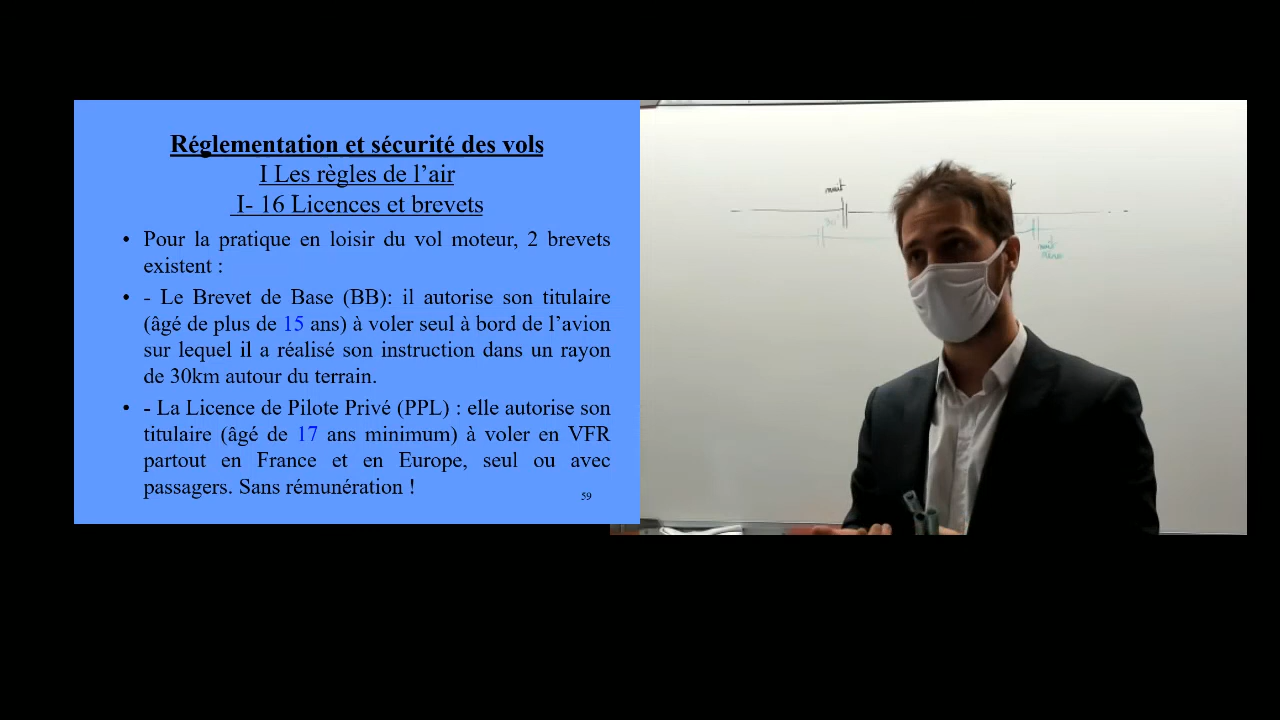 Réglementation et sécurité des vols
I Les règles de l’air
I- 16 Licences et brevets
• Pour la pratique en loisir du vol moteur, 2 brevets
existent :
• - Le Brevet de Base (BB): il autorise son titulaire
(âgé de plus de 15 ans) à voler seul à bord de l’avion
sur lequel il a réalisé son instruction dans un rayon
de 30km autour du terrain.
• - La Licence de Pilote Privé (PPL) : elle autorise son
titulaire (âgé de 17 ans minimum) à voler en VFR
partout en France et en Europe, seul ou avec
passagers. Sans rémunération !
59